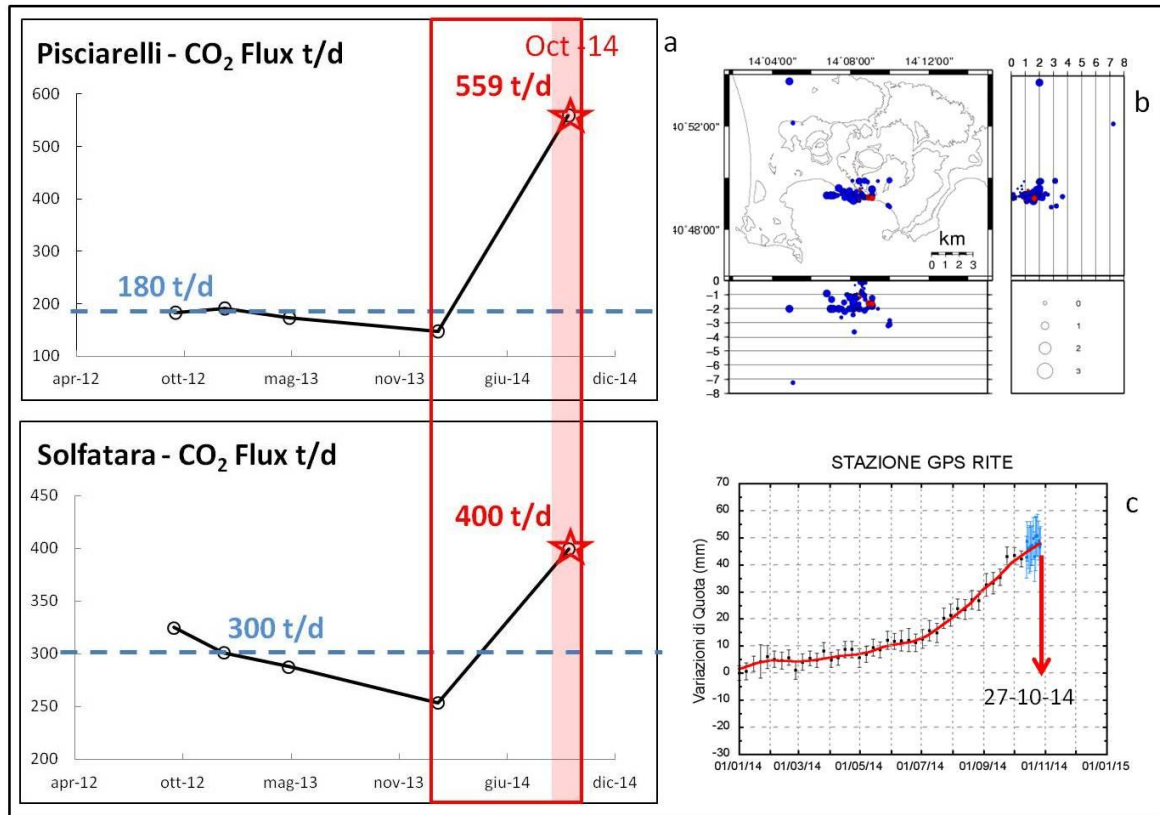 Pisciarelli - CO₂ Flux t/d
Oct -14
559 t/d
600
500
400
300
200
100
180 t/d
apr-12 ott-12 mag-13 nov-13 giu-14 dic-14
Solfatara - CO₂ Flux t/d
450
400
350
300
250
200
400 t/d
300 t/d
apr-12 ott-12 mag-13 nov-13 giu-14 dic-14
a
14˚04'00" 14˚08'00" 14˚12'00"
40˚52'00"
40˚48'00"
km
0 1 2 3
0 1 2 3 4 5 6 7 8
b
0
−1
−2
−3
−4
−5
−6
−7
−8
0
1
2
3
STAZIONE GPS RITE
c
Variazioni di Quota (mm)
70
60
50
40
30
20
10
0
-10
-20
-30
27-10-14
01/01/14 01/03/14 01/05/14 01/07/14 01/09/14 01/11/14 01/01/15